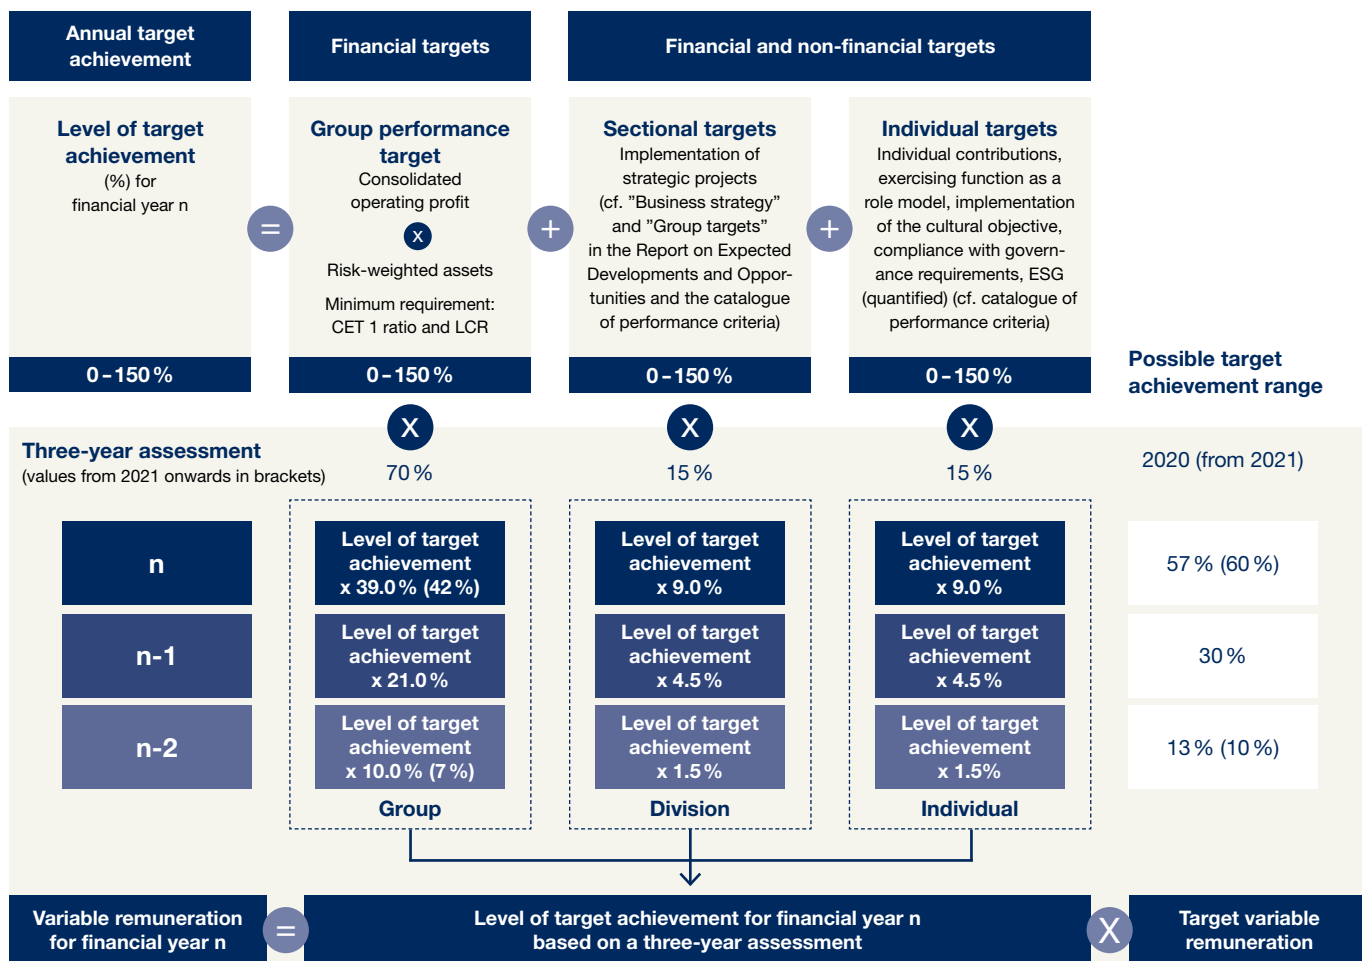 Annual target
achievement
Financial targets
Financial and non-financial targets
Level of target
achievement
(%) for
financial year n
=
Group performance
target
Consolidated
operating profit
x
Risk-weighted assets
Minimum requirement:
CET 1 ratio and LCR
+
Sectional targets
Implementation of
strategic projects
(cf. ”Business strategy”
and ”Group targets”
in the Report on Expected
Developments and Oppor-
tunities and the catalogue
of performance criteria)
+
Individual targets
Individual contributions,
exercising function as a
role model, implementation
of the cultural objective,
compliance with govern-
ance requirements, ESG
(quantified) (cf. catalogue of
performance criteria)
0 – 150 %
0 – 150 %
0 – 150 %
0 – 150 %
Possible target
achievement range
x
x
x
Three-year assessment
(values from 2021 onwards in brackets)
70 %
15 %
15 %
2020 (from 2021)
n
Level of target
achievement
x 39.0 % (42 %)
Level of target
achievement
x 9.0 %
Level of target
achievement
x 9.0 %
57 % (60 %)
n-1
Level of target
achievement
x 21.0 %
Level of target
achievement
x 4.5 %
Level of target
achievement
x 4.5 %
30 %
n-2
Level of target
achievement
x 10.0 % (7 %)
Level of target
achievement
x 1.5 %
Level of target
achievement
x 1.5%
13 % (10 %)
Group
Division
Individual
Variable remuneration
for financial year n
=
Level of target achievement for financial year n
based on a three-year assessment
X
Target variable
remuneration